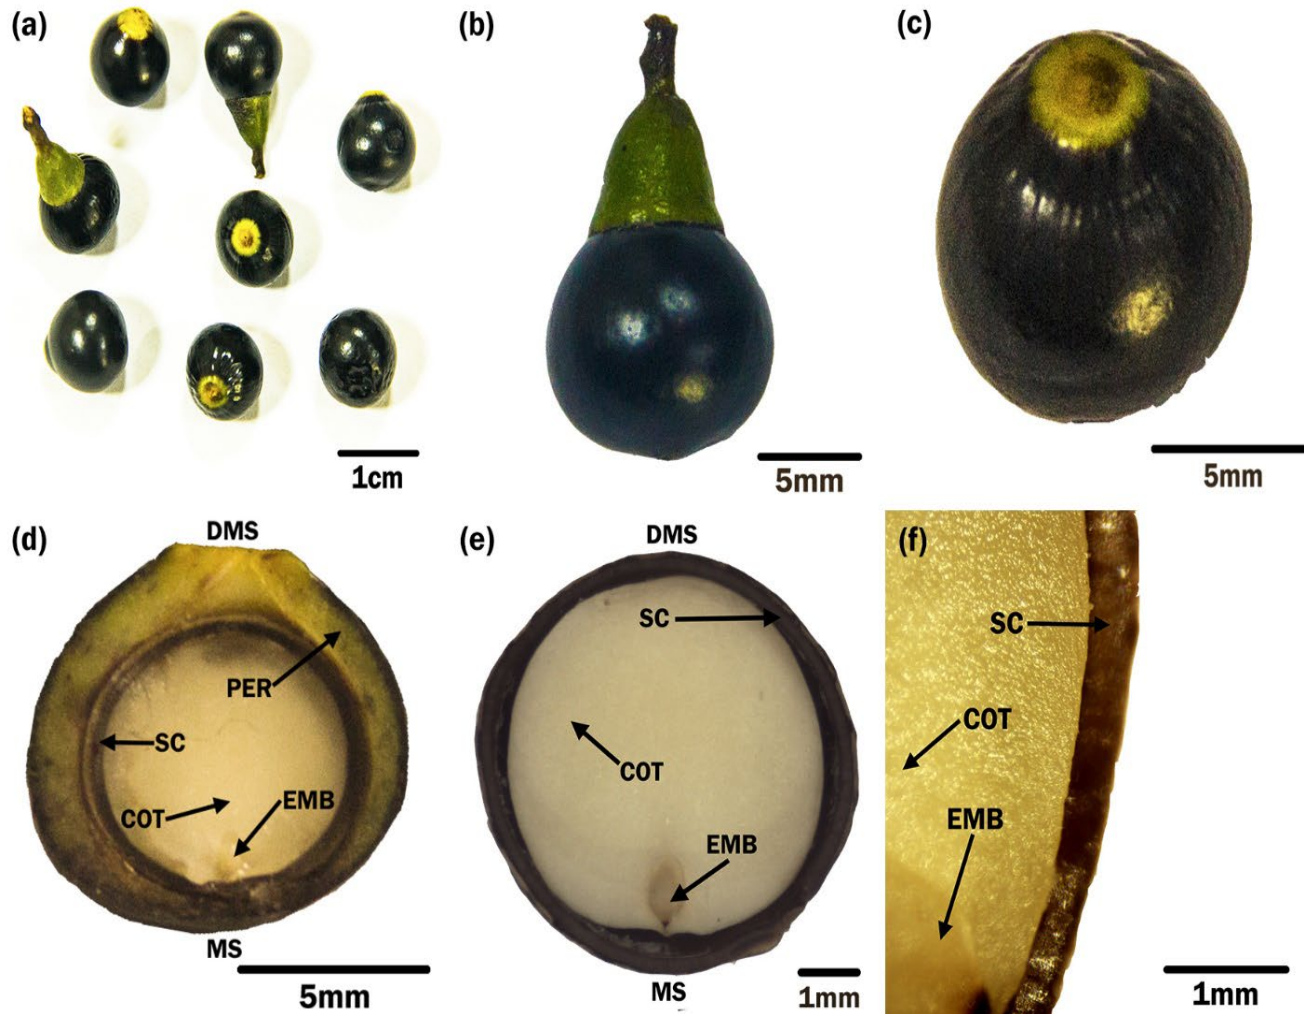 (a)
1cm
(b)
5mm
(c)
5mm
(d)
DMS
PER
SC
COT
EMB
MS
5mm
(e)
DMS
SC
COT
EMB
MS
1mm
(f)
SC
COT
EMB
1mm